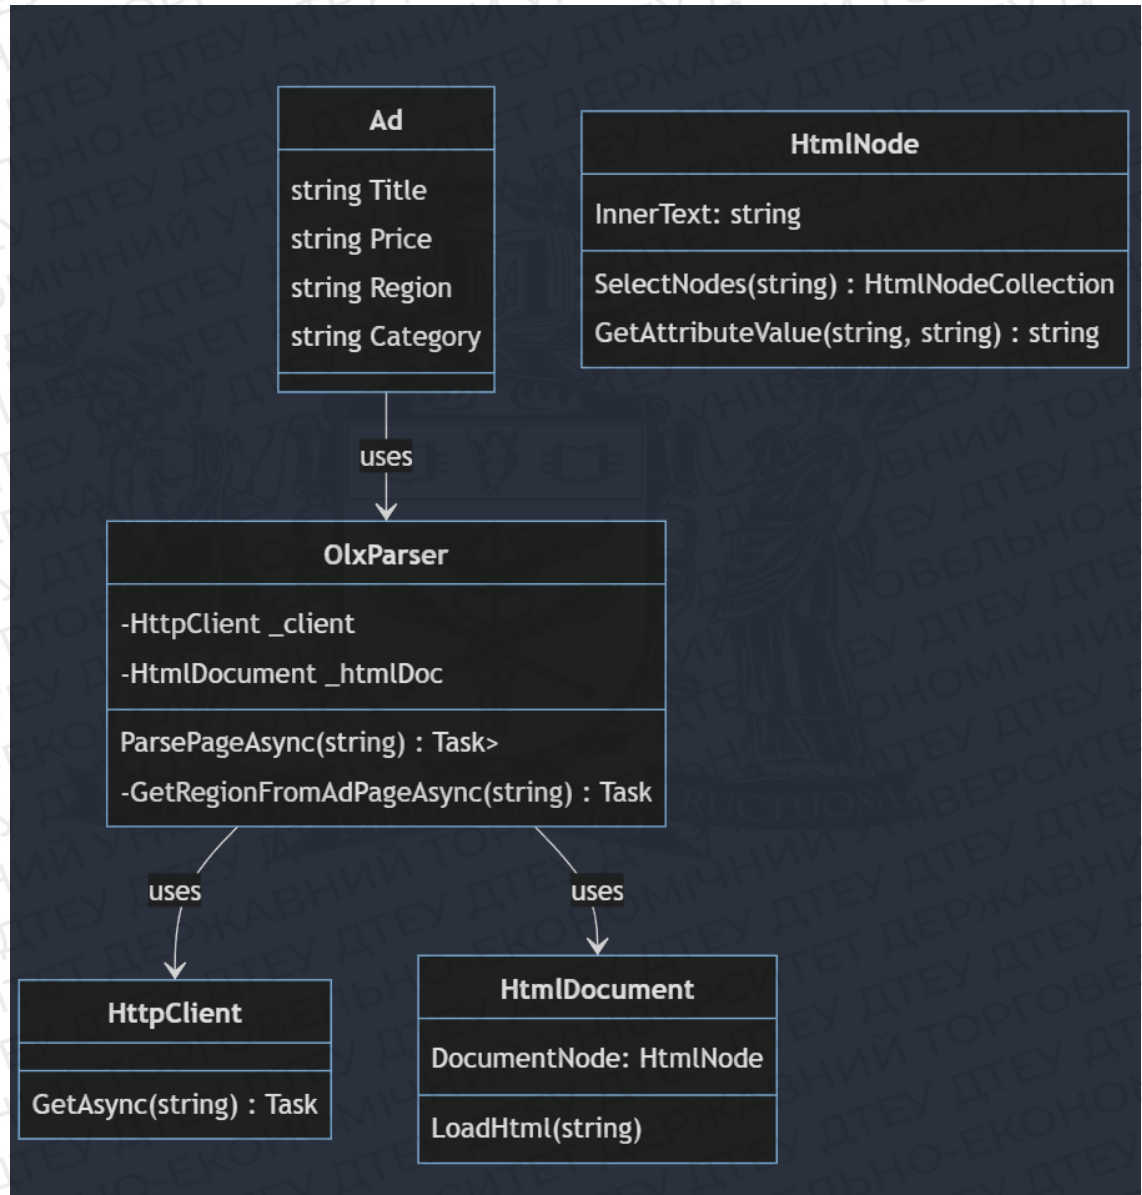 Ad
string Title
string Price
string Region
string Category
HtmlNode
InnerText: string
SelectNodes(string) : HtmlNodeCollection
GetAttributeValue(string, string) : string
uses
OlxParser
-HttpClient _client
-HtmlDocument _htmlDoc
ParsePageAsync(string) : Task>
-GetRegionFromAdPageAsync(string) : Task
uses
uses
HttpClient
GetAsync(string) : Task
HtmlDocument
DocumentNode: HtmlNode
LoadHtml(string)